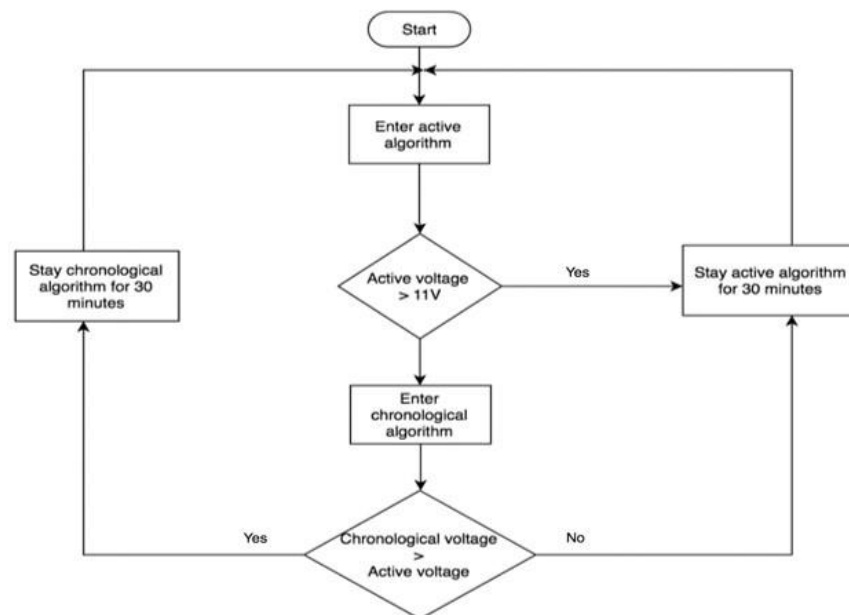 Start
Enter active
algorithm
Stay chronological
algorithm for 30
minutes
Active voltage
> 11V
Yes
Stay active algorithm
for 30 minutes
Enter
chronological
algorithm
Yes
Chronological voltage
>
Active voltage
No